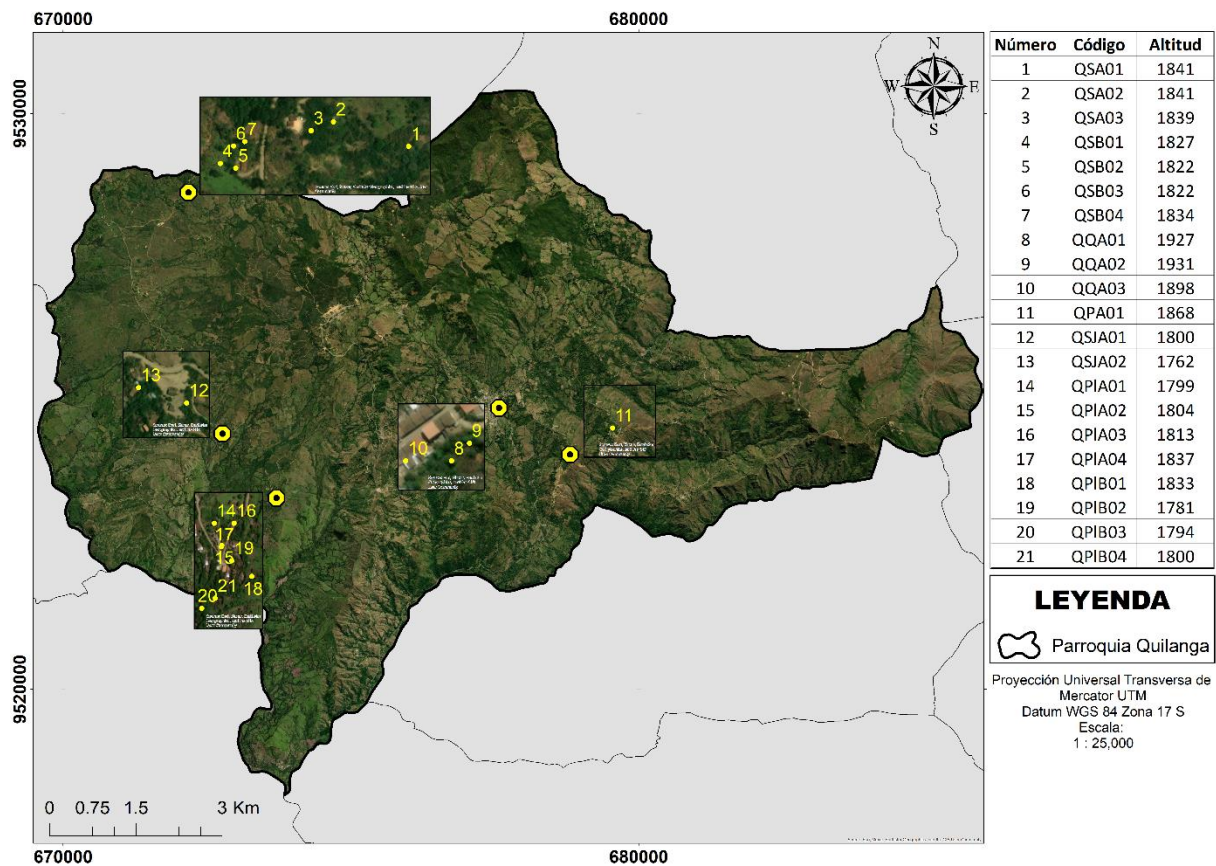 670000 680000
9530000
9520000
N
W E
S
1
2
3
4
5
6
7
13
12
11
10
9
8
14 16
17
19
15
21
18
20
0 0.75 1.5 3 Km
670000 680000
Número Código Altitud
1 QSA01 1841
2 QSA02 1841
3 QSA03 1839
4 QSB01 1827
5 QSB02 1822
6 QSB03 1822
7 QSB04 1834
8 QQA01 1927
9 QQA02 1931
10 QQA03 1898
11 QPA01 1868
12 QSJA01 1800
13 QSJA02 1762
14 QPIA01 1799
15 QPIA02 1804
16 QPIA03 1813
17 QPIA04 1837
18 QPIB01 1833
19 QPIB02 1781
20 QPIB03 1794
21 QPIB04 1800
LEYENDA
Parroquia Quilanga
Proyección Universal Transversa de
Mercator UTM
Datum WGS 84 Zona 17 S
Escala:
1 : 25,000